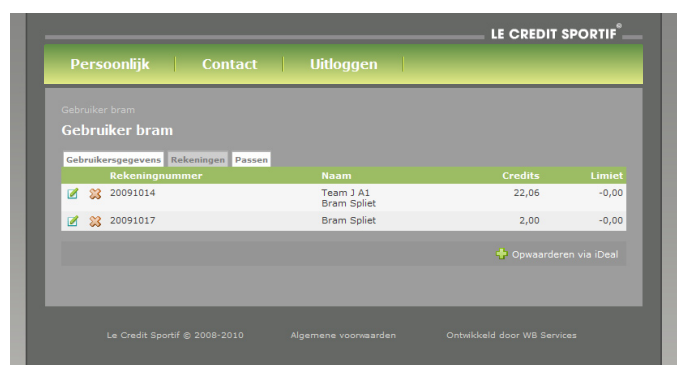 LE CREDIT SPORTIF®
Persoonlijk Contact Uitloggen
Gebruiker bram
Gebruiker bram
Gebruikersgegevens Rekeningen Passen
Rekeningnummer Naam Credits Limiet
20091014 Team J A1 22,06 -0,00
Bram Spliet
20091017 Bram Spliet 2,00 -0,00
Opwaarderen via iDeal
Le Credit Sportif © 2008-2010 Algemene voorwaarden Ontwikkeld door WB Services